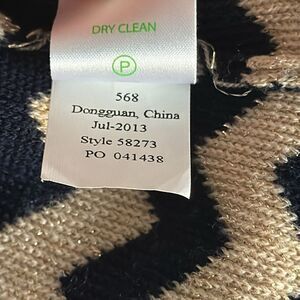 DRY CLEAN
P
568
Dongguan, China
Jul-2013
Style 58273
PO 041438